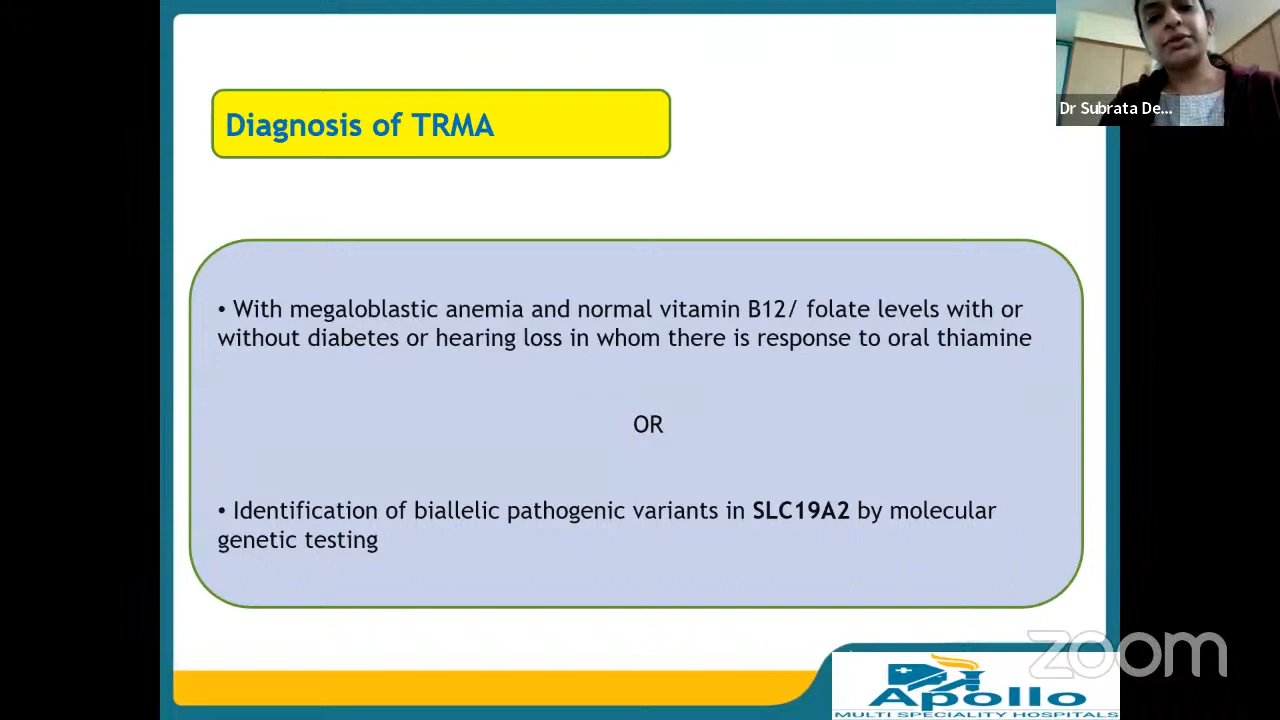 Dr Subrata De...
Diagnosis of TRMA
• With megaloblastic anemia and normal vitamin B12/ folate levels with or
without diabetes or hearing loss in whom there is response to oral thiamine
OR
• Identification of biallelic pathogenic variants in SLC19A2 by molecular
genetic testing
zoom
Apollo
MULTI SPECIALITY HOSPITALS